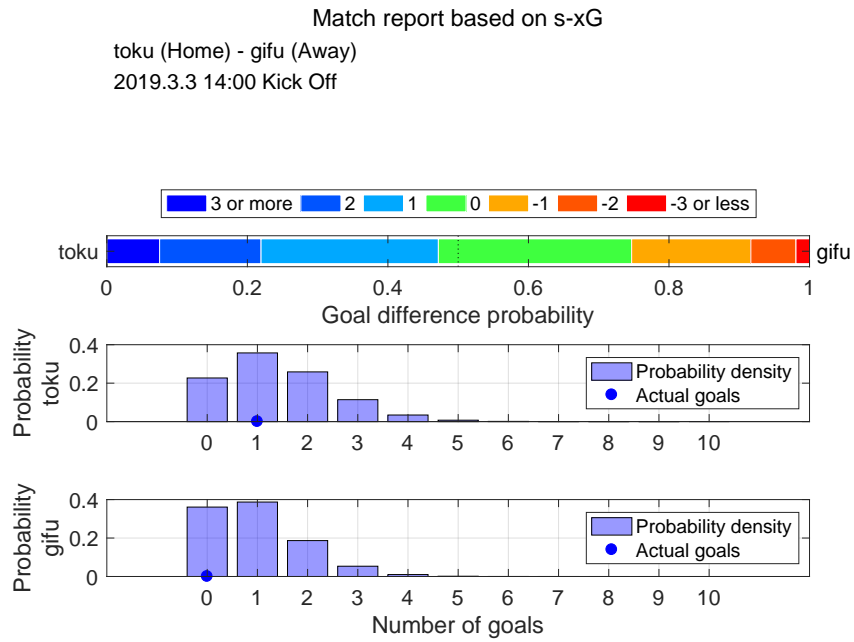 Match report based on s-xG
toku (Home) - gifu (Away)
2019.3.3 14:00 Kick Off
3 or more 2 1 0 -1 -2 -3 or less
toku gifu
0 0.2 0.4 0.6 0.8 1
Goal difference probability
Probability
toku
0.4
0.2
0
Probability density
Actual goals
0 1 2 3 4 5 6 7 8 9 10
Probability
gifu
0.4
0.2
0
Probability density
Actual goals
0 1 2 3 4 5 6 7 8 9 10
Number of goals